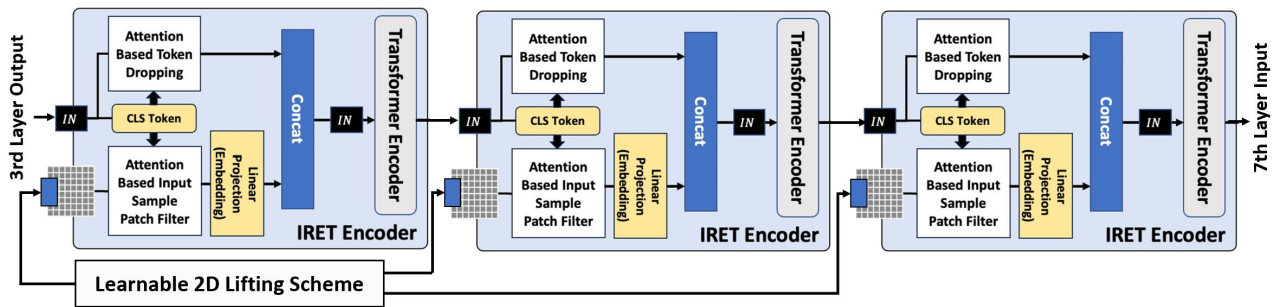 3rd Layer Output
IN
Attention
Based Token
Dropping
CLS Token
Attention
Based Input
Sample
Patch Filter
Linear
Projection
(Embedding)
Concat
IN
Transformer Encoder
IRET Encoder
IN
Attention
Based Token
Dropping
CLS Token
Attention
Based Input
Sample
Patch Filter
Linear
Projection
(Embedding)
Concat
IN
Transformer Encoder
IRET Encoder
IN
Attention
Based Token
Dropping
CLS Token
Attention
Based Input
Sample
Patch Filter
Linear
Projection
(Embedding)
Concat
IN
Transformer Encoder
IRET Encoder
7th Layer Input
Learnable 2D Lifting Scheme